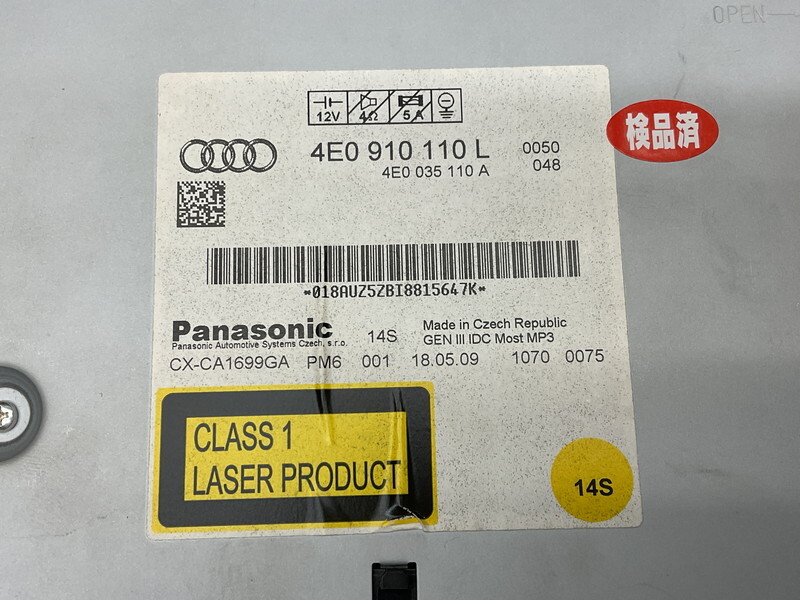 OPEN
12V 4Ω 5A
検品済
4E0 910 110 L 0050
4E0 035 110 A 048
*018AUZ5ZBI8815647K*
Panasonic 14S Made in Czech Republic
Panasonic Automotive Systems Czech, s.r.o. GEN III IDC Most MP3
CX-CA1699GA PM6 001 18.05.09 1070 0075
CLASS 1
LASER PRODUCT
14S